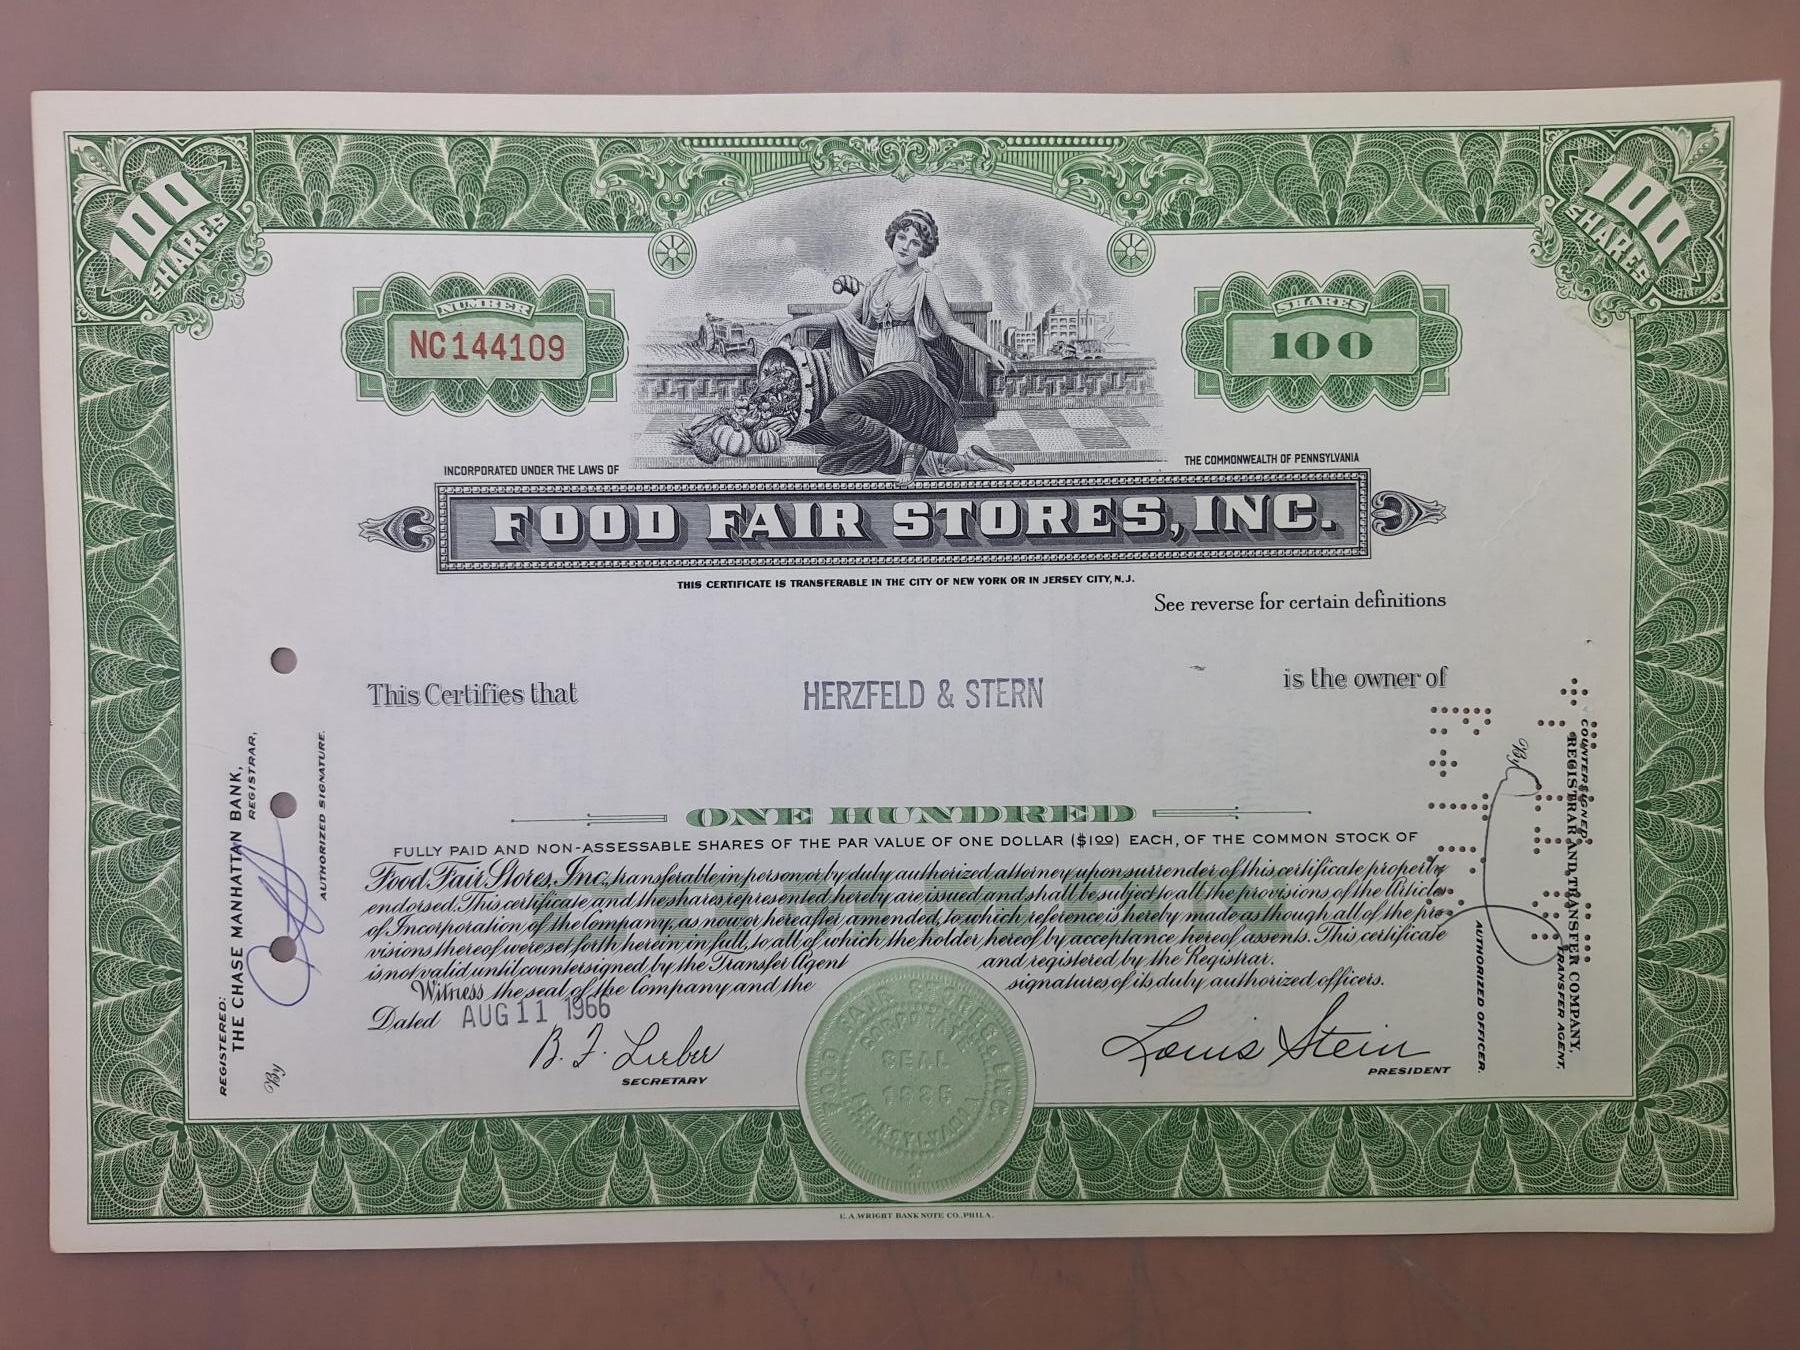 100 SHARES
100 SHARES
NUMBER
NC144109
SHARES
100
INCORPORATED UNDER THE LAWS OF
THE COMMONWEALTH OF PENNSYLVANIA
FOOD FAIR STORES, INC.
THIS CERTIFICATE IS TRANSFERABLE IN THE CITY OF NEW YORK OR IN JERSEY CITY, N.J.
See reverse for certain definitions
This Certifies that HERZFELD & STERN is the owner of
ONE HUNDRED
FULLY PAID AND NON-ASSESSABLE SHARES OF THE PAR VALUE OF ONE DOLLAR ($1.00) EACH, OF THE COMMON STOCK OF
Food Fair Stores, Inc., transferable in person or by duly authorized attorney upon surrender of this certificate properly
endorsed. This certificate and the shares represented hereby are issued and shall be subject to all the provisions of the Articles
of Incorporation of the Company, as now or hereafter amended, to which reference is hereby made as though all of the pro-
visions thereof were set forth herein in full, to all of which the holder hereof by acceptance hereof assents. This certificate
is not valid until countersigned by the Transfer Agent and registered by the Registrar.
Witness the seal of the Company and the signatures of its duly authorized officers.
Dated AUG 11 1966
B. F. Lieber
SECRETARY
Louis Stein
PRESIDENT
FOOD FAIR STORES, INC.
CORPORATE
SEAL
1935
PENNSYLVANIA
REGISTERED:
THE CHASE MANHATTAN BANK,
REGISTRAR,
By
AUTHORIZED SIGNATURE.
COUNTERSIGNED:
REGISTRAR AND TRANSFER COMPANY,
TRANSFER AGENT,
By
AUTHORIZED OFFICER.
E. A. WRIGHT BANK NOTE CO., PHILA.